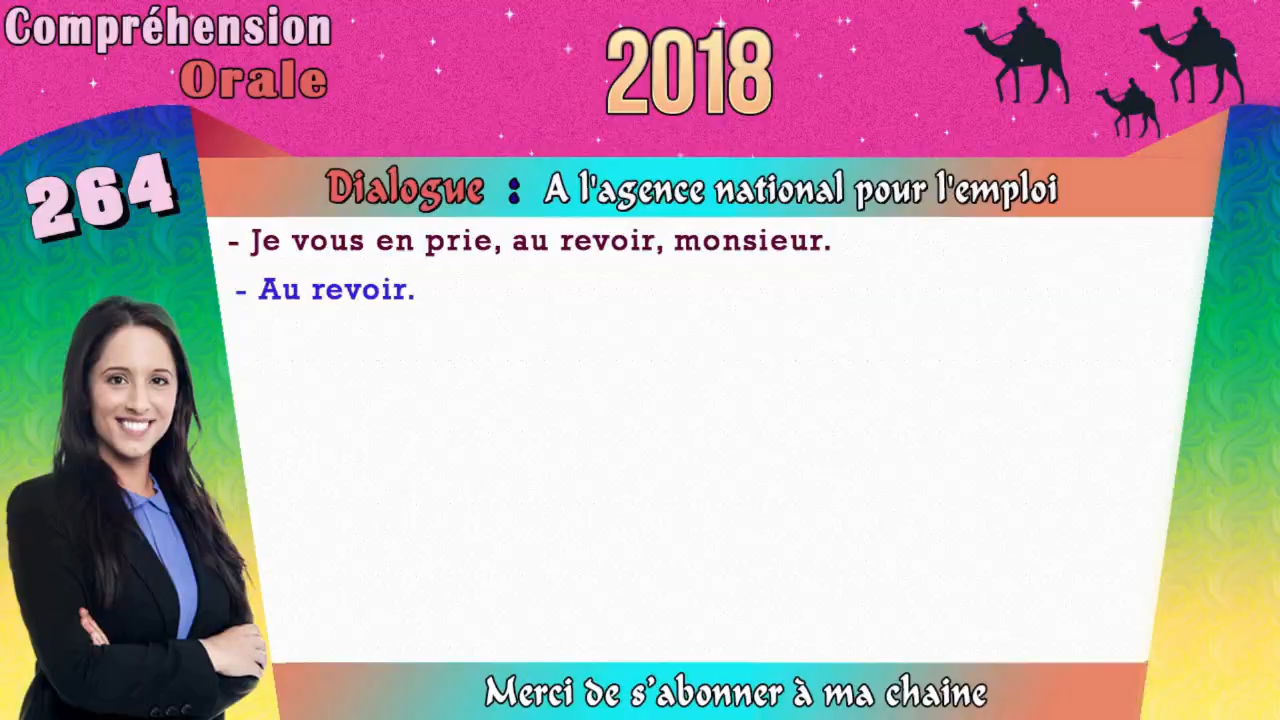 Compréhension
Orale
2018
264
Dialogue : A l'agence national pour l'emploi
- Je vous en prie, au revoir, monsieur.
- Au revoir.
Merci de s'abonner à ma chaine